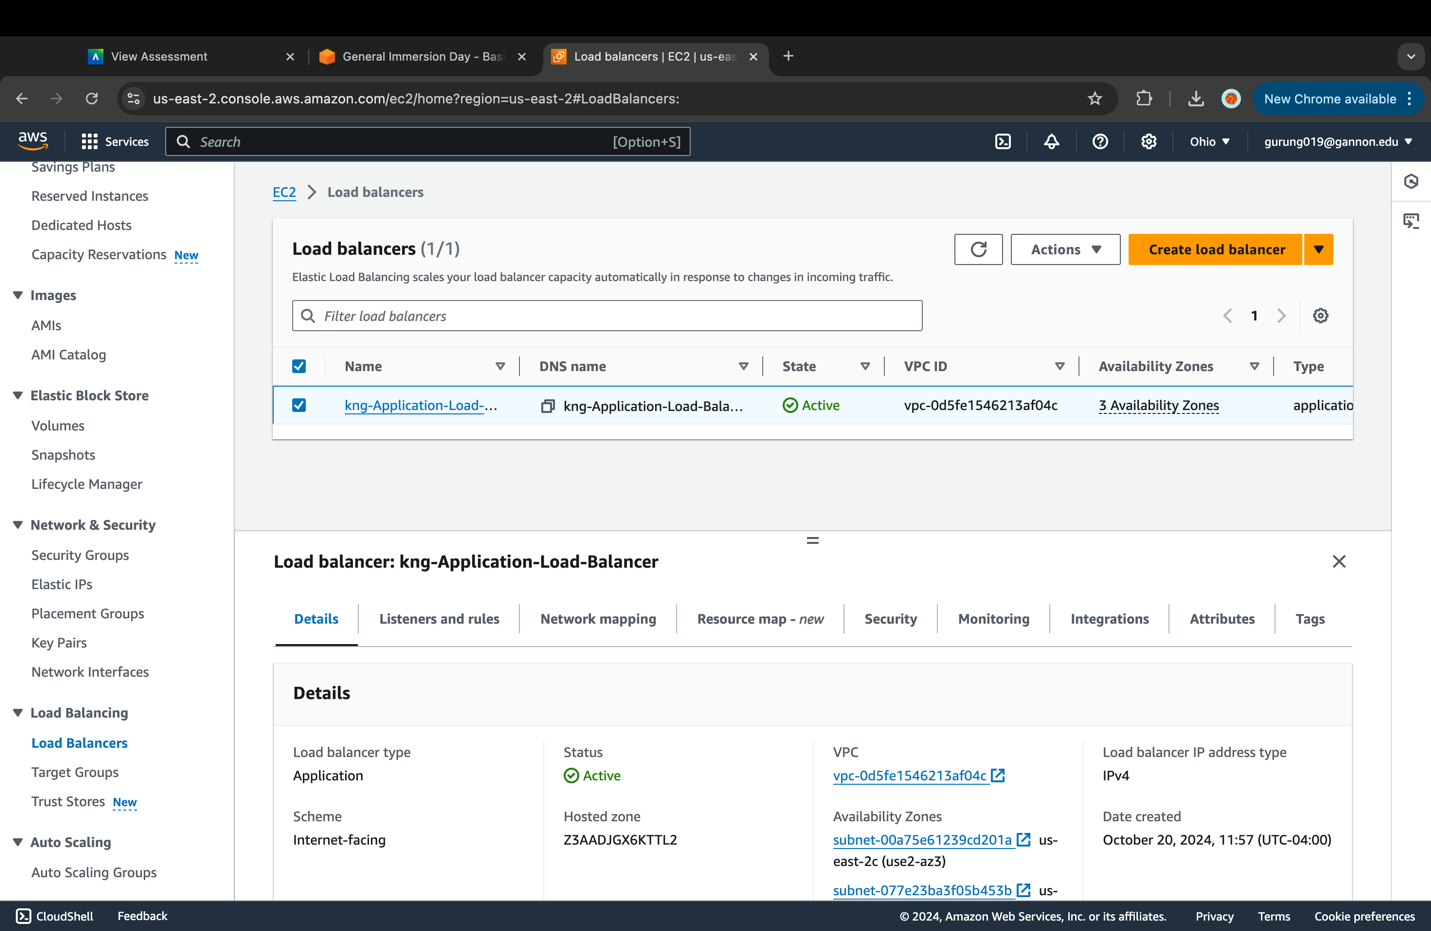 View Assessment
General Immersion Day - Bas
Load balancers | EC2 | us-eas
us-east-2.console.aws.amazon.com/ec2/home?region=us-east-2#LoadBalancers:
New Chrome available
aws
Services
Search
[Option+S]
Ohio
gurung019@gannon.edu
Savings Plans
Reserved Instances
Dedicated Hosts
Capacity Reservations New
Images
AMIs
AMI Catalog
Elastic Block Store
Volumes
Snapshots
Lifecycle Manager
Network & Security
Security Groups
Elastic IPs
Placement Groups
Key Pairs
Network Interfaces
Load Balancing
Load Balancers
Target Groups
Trust Stores New
Auto Scaling
Auto Scaling Groups
EC2 > Load balancers
Load balancers (1/1)
Actions
Create load balancer
Elastic Load Balancing scales your load balancer capacity automatically in response to changes in incoming traffic.
Filter load balancers
1
Name DNS name State VPC ID Availability Zones Type
kng-Application-Load-... kng-Application-Load-Bala... Active vpc-0d5fe1546213af04c 3 Availability Zones applicatio
Load balancer: kng-Application-Load-Balancer
Details Listeners and rules Network mapping Resource map - new Security Monitoring Integrations Attributes Tags
Details
Load balancer type
Application
Scheme
Internet-facing
Status
Active
Hosted zone
Z3AADJGX6KTTL2
VPC
vpc-0d5fe1546213af04c
Availability Zones
subnet-00a75e61239cd201a us-
east-2c (use2-az3)
subnet-077e23ba3f05b453b us-
Load balancer IP address type
IPv4
Date created
October 20, 2024, 11:57 (UTC-04:00)
CloudShell
Feedback
© 2024, Amazon Web Services, Inc. or its affiliates.
Privacy
Terms
Cookie preferences